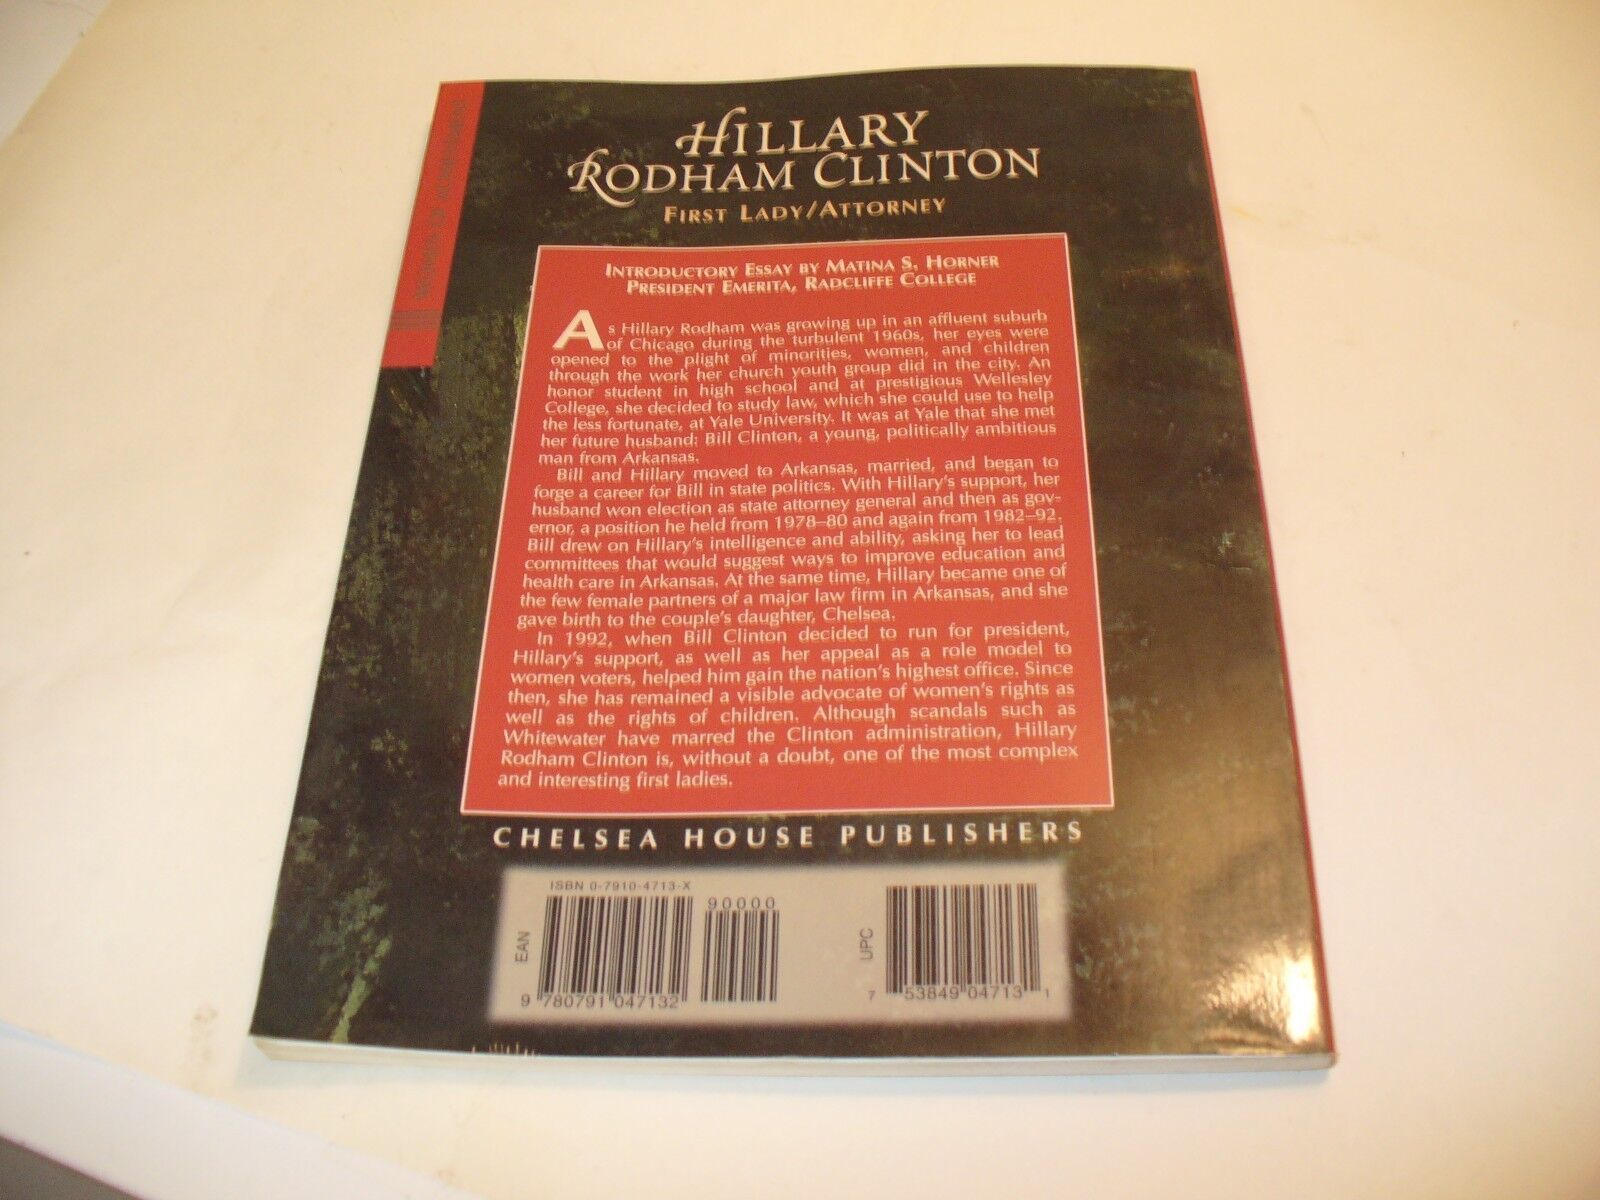 HILLARY
RODHAM CLINTON
FIRST LADY/ATTORNEY
INTRODUCTORY ESSAY BY MATINA S. HORNER
PRESIDENT EMERITA, RADCLIFFE COLLEGE
As Hillary Rodham was growing up in an affluent suburb
of Chicago during the turbulent 1960s, her eyes were
opened to the plight of minorities, women, and children
through the work her church youth group did in the city. An
honor student in high school and at prestigious Wellesley
College, she decided to study law, which she could use to help
the less fortunate, at Yale University. It was at Yale that she met
her future husband: Bill Clinton, a young, politically ambitious
man from Arkansas.
Bill and Hillary moved to Arkansas, married, and began to
forge a career for Bill in state politics. With Hillary's support, her
husband won election as state attorney general and then as gov-
ernor, a position he held from 1978–80 and again from 1982–92.
Bill drew on Hillary's intelligence and ability, asking her to lead
committees that would suggest ways to improve education and
health care in Arkansas. At the same time, Hillary became one of
the few female partners of a major law firm in Arkansas, and she
gave birth to the couple's daughter, Chelsea.
In 1992, when Bill Clinton decided to run for president,
Hillary's support, as well as her appeal as a role model to
women voters, helped him gain the nation's highest office. Since
then, she has remained a visible advocate of women's rights as
well as the rights of children. Although scandals such as
Whitewater have marred the Clinton administration, Hillary
Rodham Clinton is, without a doubt, one of the most complex
and interesting first ladies.
CHELSEA HOUSE PUBLISHERS
ISBN 0-7910-4713-X
90000
EAN
9 780791 047132
UPC
7 53849 04713 1